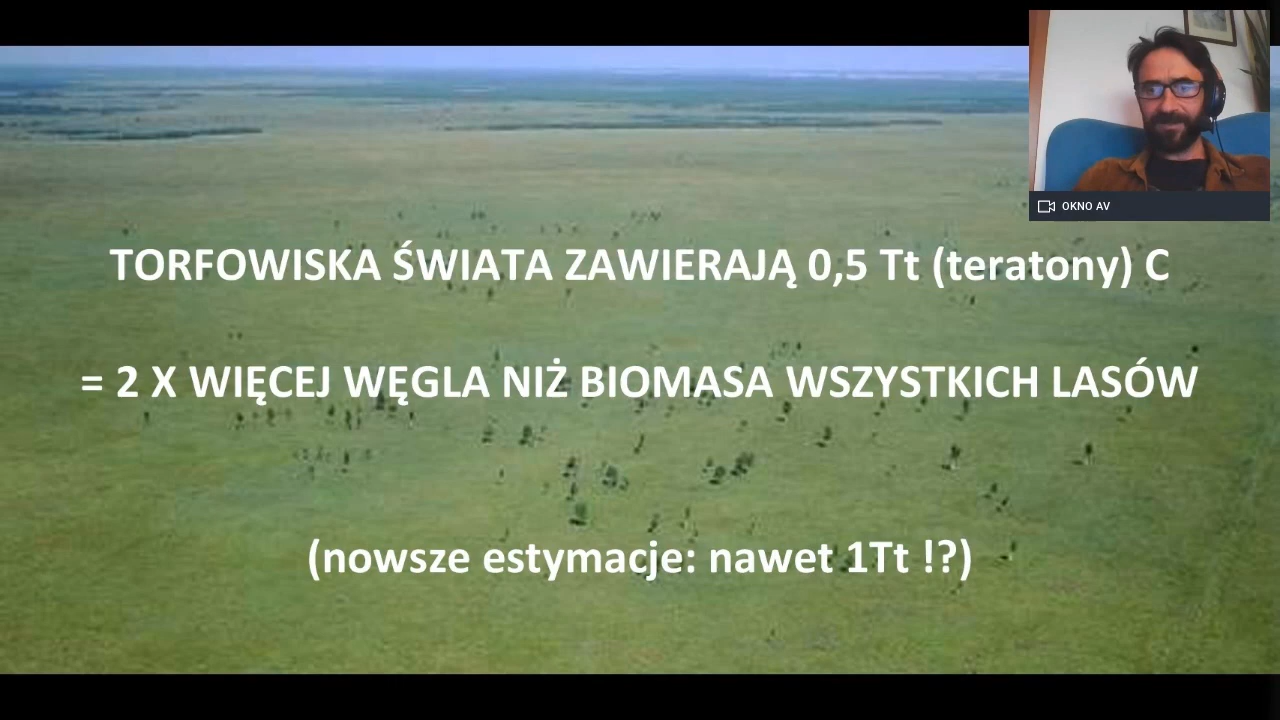 OKNO AV
TORFOWISKA ŚWIATA ZAWIERAJĄ 0,5 Tt (teratony) C
= 2 X WIĘCEJ WĘGLA NIŻ BIOMASA WSZYSTKICH LASÓW
(nowsze estymacje: nawet 1Tt !?)